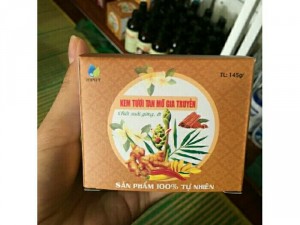 TL: 145gr
KEM TƯƠI TAN MỠ GIA TRUYỀN
SẢN PHẨM 100% TỰ NHIÊN